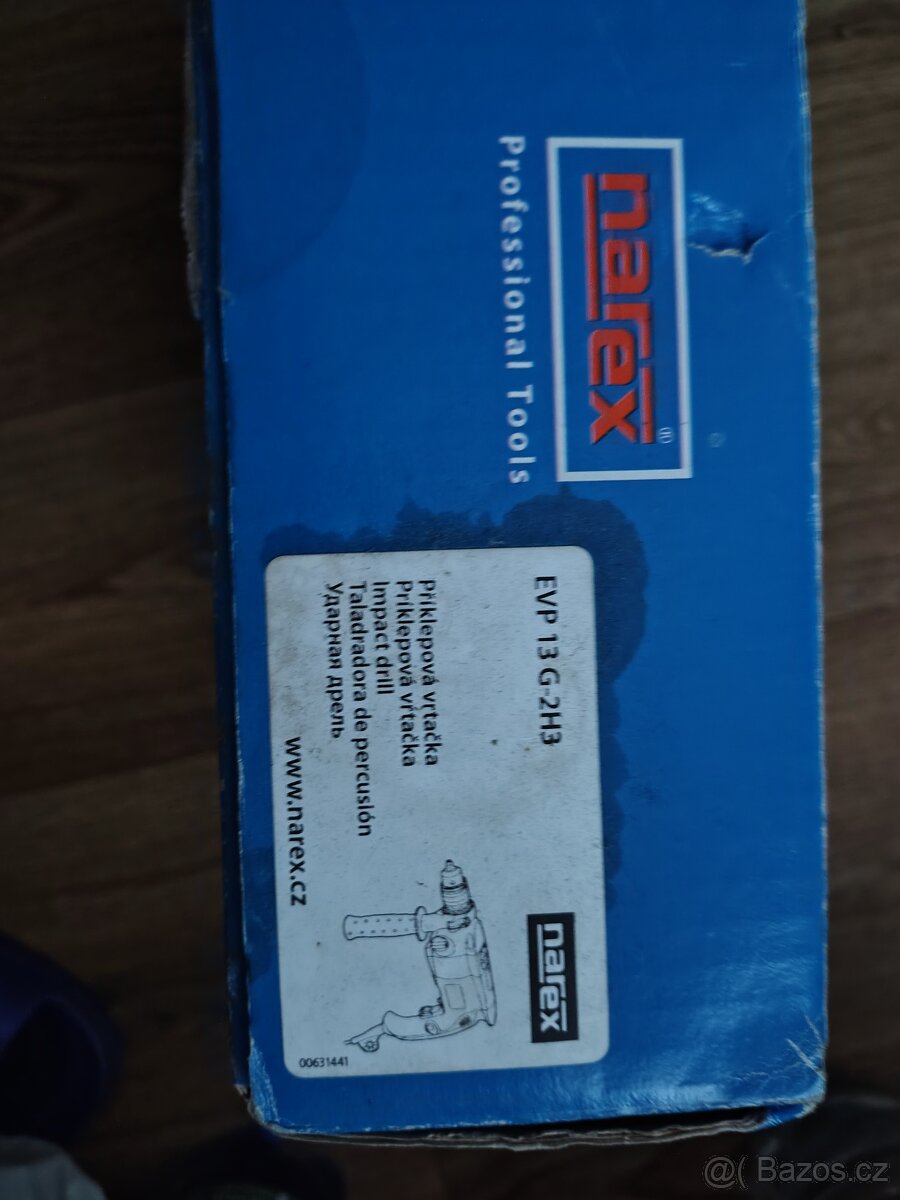 narex®
Professional Tools
EVP 13 G-2H3
narex
Příklepová vrtačka
Príklepová vŕtačka
Impact drill
Taladradora de percusión
Ударная дрель
www.narex.cz
00631441
@( Bazos.cz